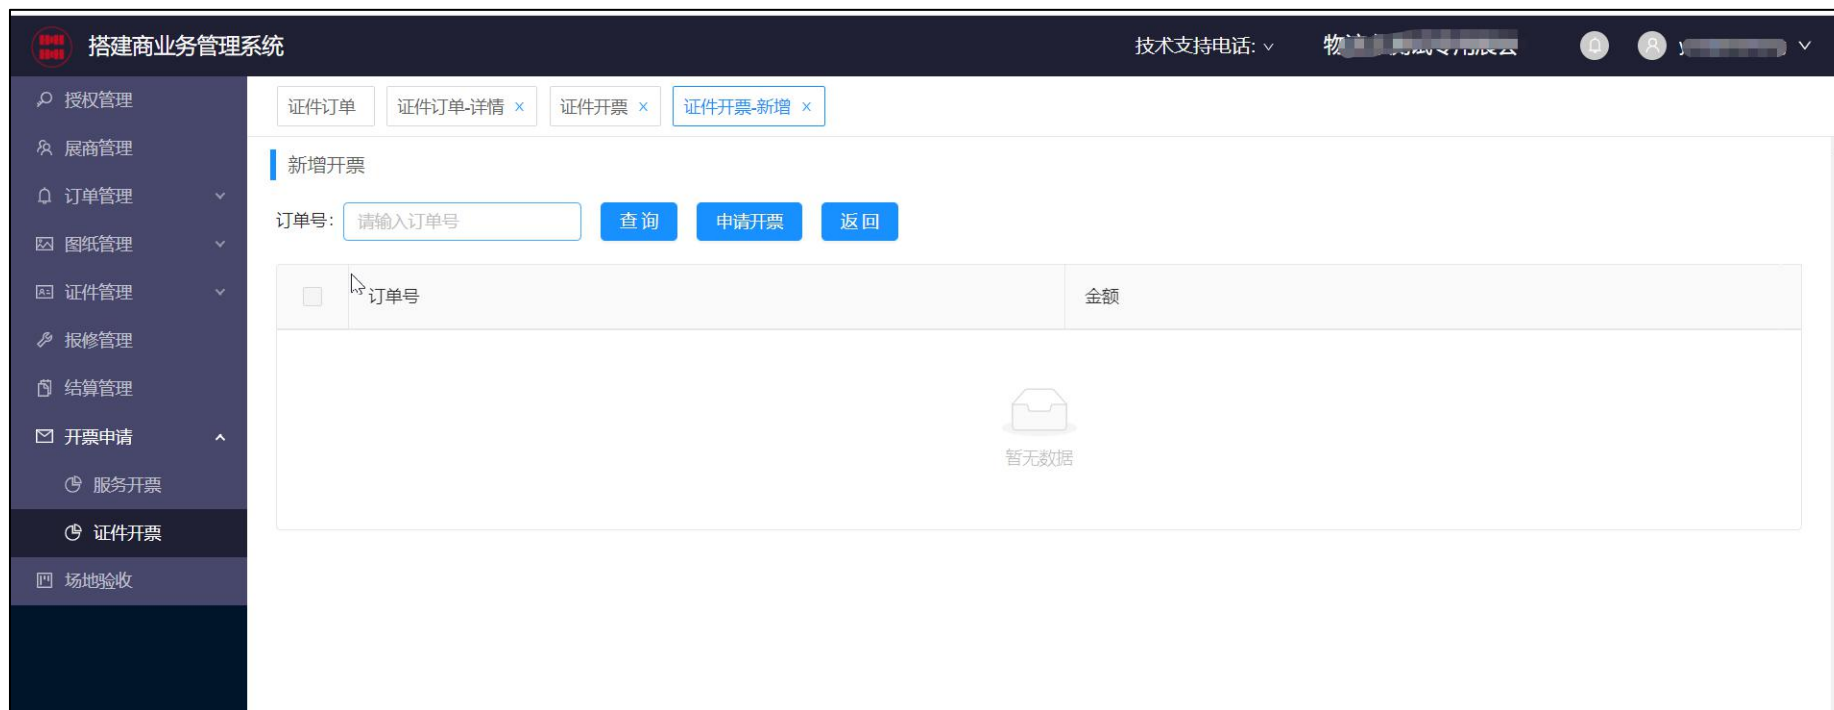 搭建商业务管理系统
技术支持电话:
授权管理
展商管理
订单管理
图纸管理
证件管理
报修管理
结算管理
开票申请
服务开票
证件开票
场地验收
证件订单 证件订单-详情 × 证件开票 × 证件开票-新增 ×
新增开票
订单号: 请输入订单号 查询 申请开票 返回
订单号 金额
暂无数据